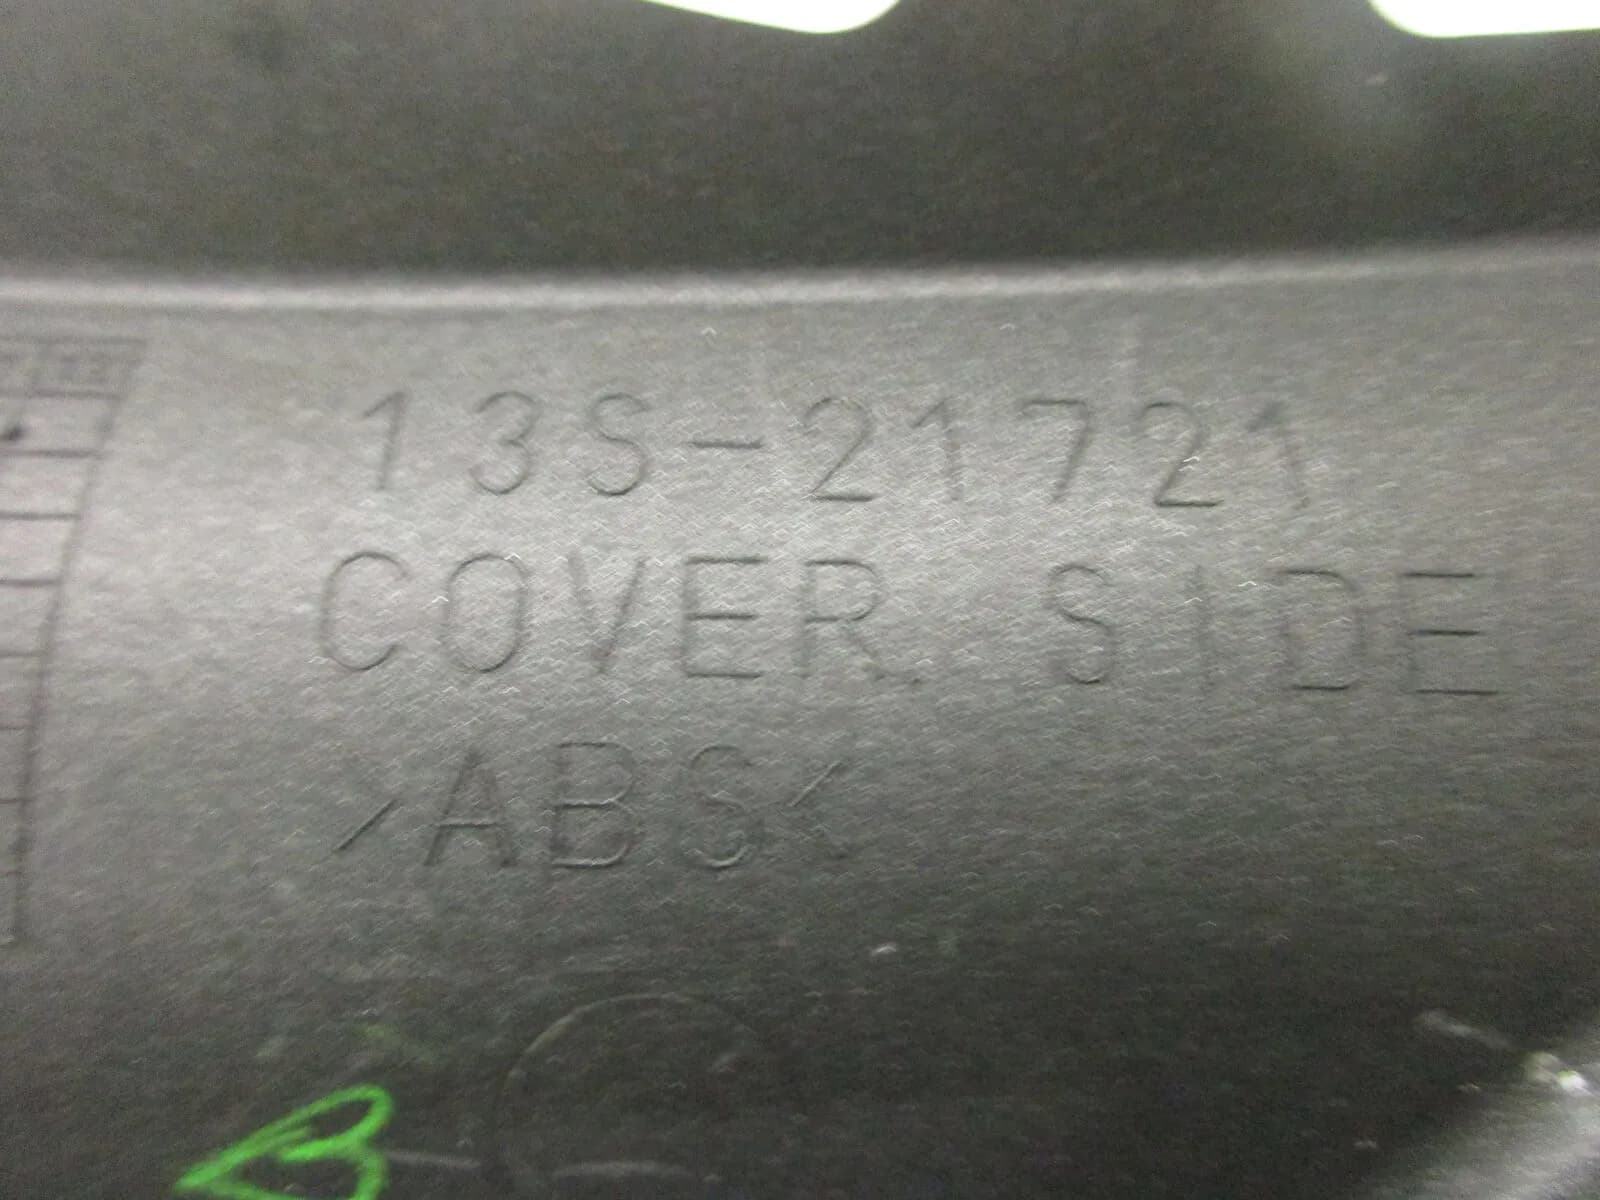 13S-21721
COVER. SIDE
>ABS<
B